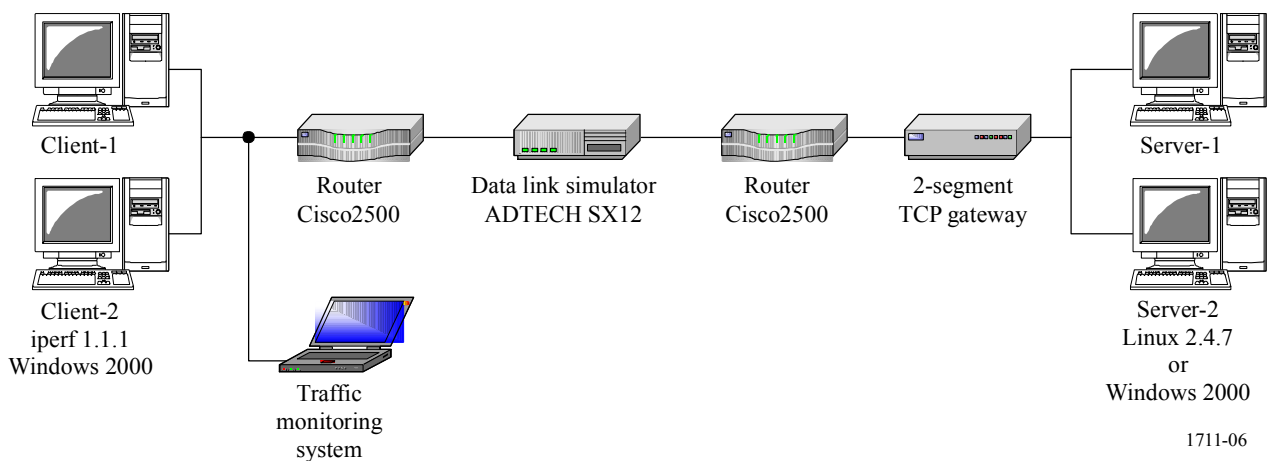 Client-1
Client-2
iperf 1.1.1
Windows 2000
Router
Cisco2500
Traffic
monitoring
system
Data link simulator
ADTECH SX12
Router
Cisco2500
2-segment
TCP gateway
Server-1
Server-2
Linux 2.4.7
or
Windows 2000
1711-06